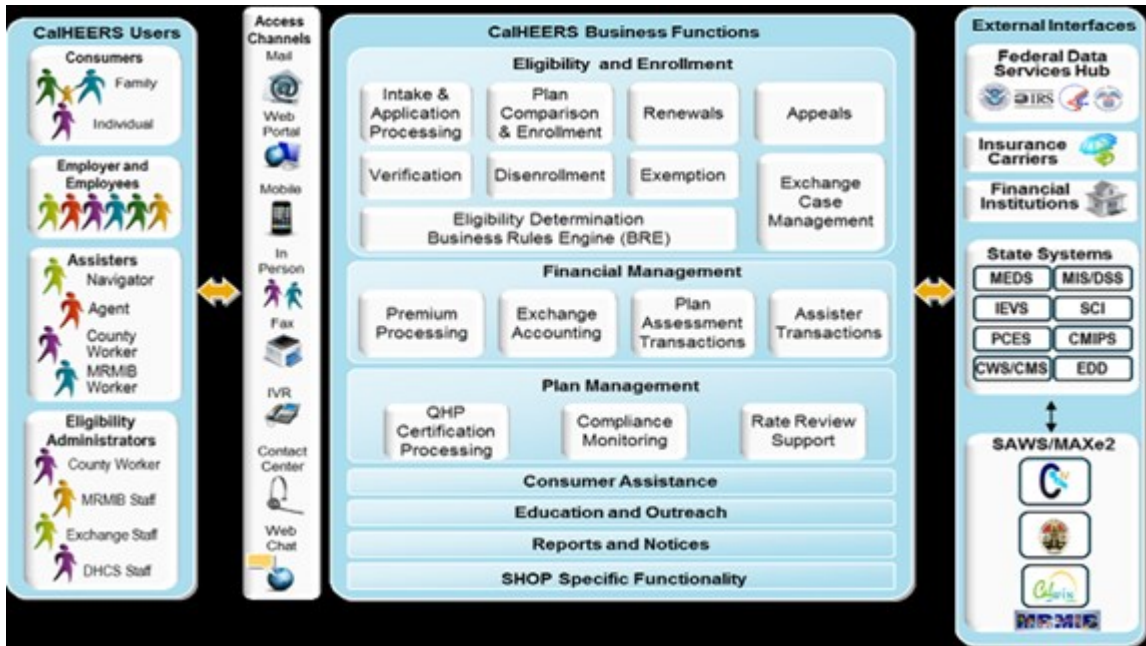 CalHEERS Users
Consumers
Family
Individual
Employer and
Employees
Assisters
Navigator
Agent
County
Worker
MRMIB
Worker
Eligibility
Administrators
County Worker
MRMIB Staff
Exchange Staff
DHCS Staff
Access
Channels
Mail
Web
Portal
Mobile
In
Person
Fax
IVR
Contact
Center
Web
Chat
CalHEERS Business Functions
Eligibility and Enrollment
Intake &
Application
Processing
Plan
Comparison
& Enrollment
Renewals
Appeals
Verification
Disenrollment
Exemption
Exchange
Case
Management
Eligibility Determination
Business Rules Engine (BRE)
Financial Management
Premium
Processing
Exchange
Accounting
Plan
Assessment
Transactions
Assister
Transactions
Plan Management
QHP
Certification
Processing
Compliance
Monitoring
Rate Review
Support
Consumer Assistance
Education and Outreach
Reports and Notices
SHOP Specific Functionality
External Interfaces
Federal Data
Services Hub
IRS
Insurance
Carriers
Financial
Institutions
State Systems
MEDS
MIS/DSS
IEVS
SCI
PCES
CMIPS
CWS/CMS
EDD
SAWS/MAXe2
C IV
Calwin
MRMIB